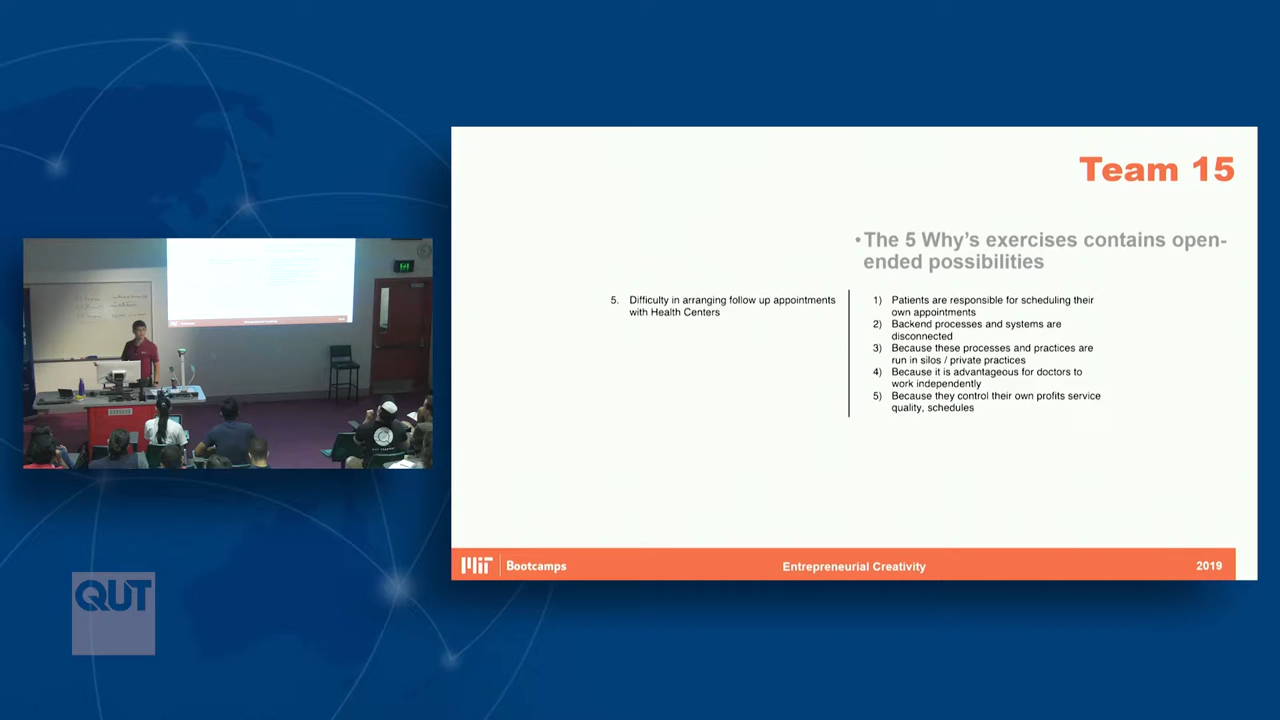 Team 15
•The 5 Why's exercises contains open-
ended possibilities
5. Difficulty in arranging follow up appointments
with Health Centers
1) Patients are responsible for scheduling their
own appointments
2) Backend processes and systems are
disconnected
3) Because these processes and practices are
run in silos / private practices
4) Because it is advantageous for doctors to
work independently
5) Because they control their own profits service
quality, schedules
MIT Bootcamps
Entrepreneurial Creativity
2019
QUT